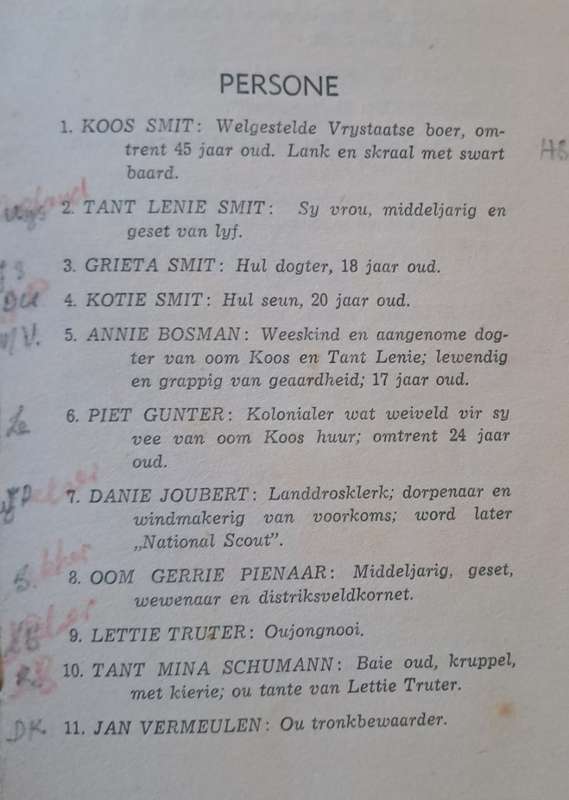 PERSONE
1. KOOS SMIT: Welgestelde Vrystaatse boer, om-
trent 45 jaar oud. Lank en skraal met swart
baard.
2. TANT LENIE SMIT: Sy vrou, middeljarig en
geset van lyf.
3. GRIETA SMIT: Hul dogter, 18 jaar oud.
4. KOTIE SMIT: Hul seun, 20 jaar oud.
5. ANNIE BOSMAN: Weeskind en aangenome dog-
ter van oom Koos en Tant Lenie; lewendig
en grappig van geaardheid; 17 jaar oud.
6. PIET GUNTER: Kolonialer wat weiveld vir sy
vee van oom Koos huur; omtrent 24 jaar
oud.
7. DANIE JOUBERT: Landdrosklerk; dorpenaar en
windmakerig van voorkoms; word later
„National Scout".
8. OOM GERRIE PIENAAR: Middeljarig, geset,
wewenaar en distriksveldkornet.
9. LETTIE TRUTER: Oujongnooi.
10. TANT MINA SCHUMANN: Baie oud, kruppel,
met kierie; ou tante van Lettie Truter.
DK. 11. JAN VERMEULEN: Ou tronkbewaarder.